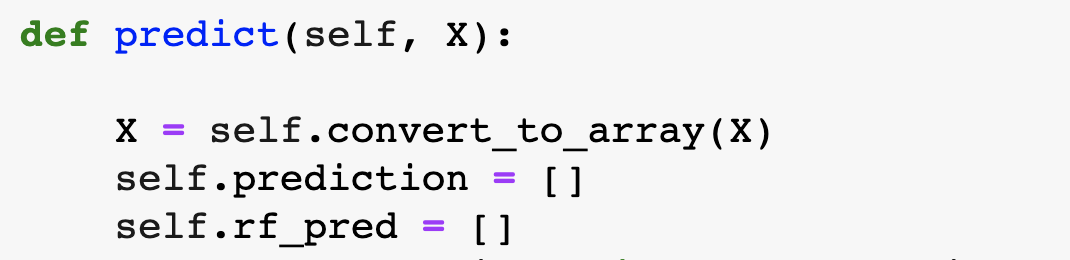 def predict(self, X):
X = self.convert_to_array(X)
self.prediction = []
self.rf_pred = []